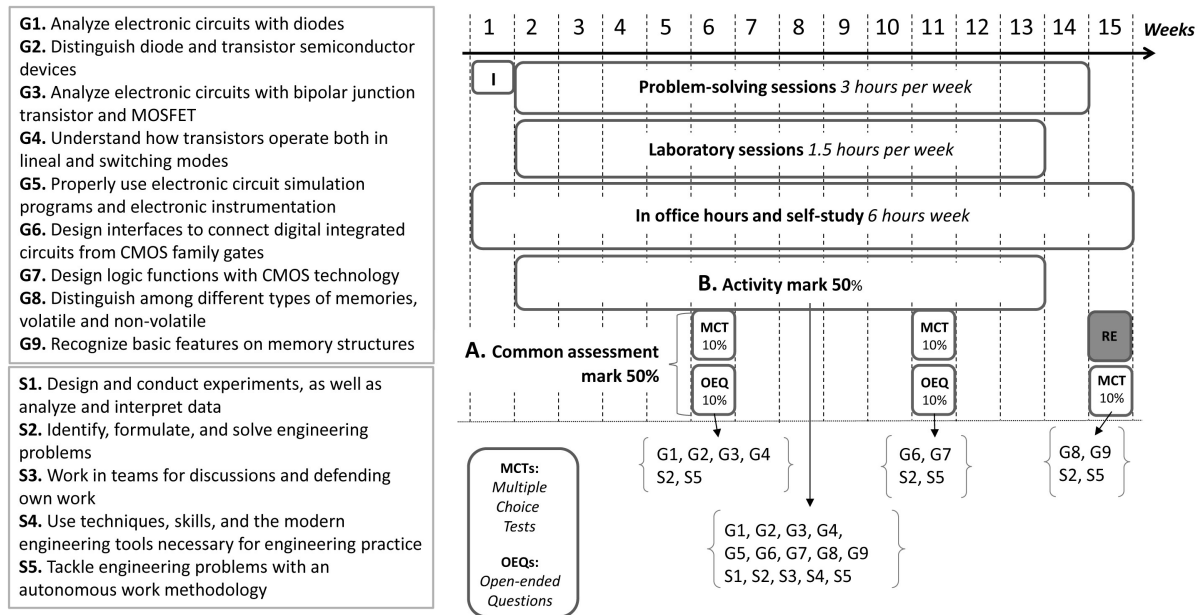 G1. Analyze electronic circuits with diodes
G2. Distinguish diode and transistor semiconductor
devices
G3. Analyze electronic circuits with bipolar junction
transistor and MOSFET
G4. Understand how transistors operate both in
lineal and switching modes
G5. Properly use electronic circuit simulation
programs and electronic instrumentation
G6. Design interfaces to connect digital integrated
circuits from CMOS family gates
G7. Design logic functions with CMOS technology
G8. Distinguish among different types of memories,
volatile and non-volatile
G9. Recognize basic features on memory structures
S1. Design and conduct experiments, as well as
analyze and interpret data
S2. Identify, formulate, and solve engineering
problems
S3. Work in teams for discussions and defending
own work
S4. Use techniques, skills, and the modern
engineering tools necessary for engineering practice
S5. Tackle engineering problems with an
autonomous work methodology
1 2 3 4 5 6 7 8 9 10 11 12 13 14 15 Weeks
I
Problem-solving sessions 3 hours per week
Laboratory sessions 1.5 hours per week
In office hours and self-study 6 hours week
B. Activity mark 50%
A. Common assessment
mark 50%
MCT
10%
OEQ
10%
MCT
10%
OEQ
10%
RE
MCT
10%
G1, G2, G3, G4
S2, S5
G6, G7
S2, S5
G8, G9
S2, S5
G1, G2, G3, G4,
G5, G6, G7, G8, G9
S1, S2, S3, S4, S5
MCTs:
Multiple
Choice
Tests
OEQs:
Open-ended
Questions